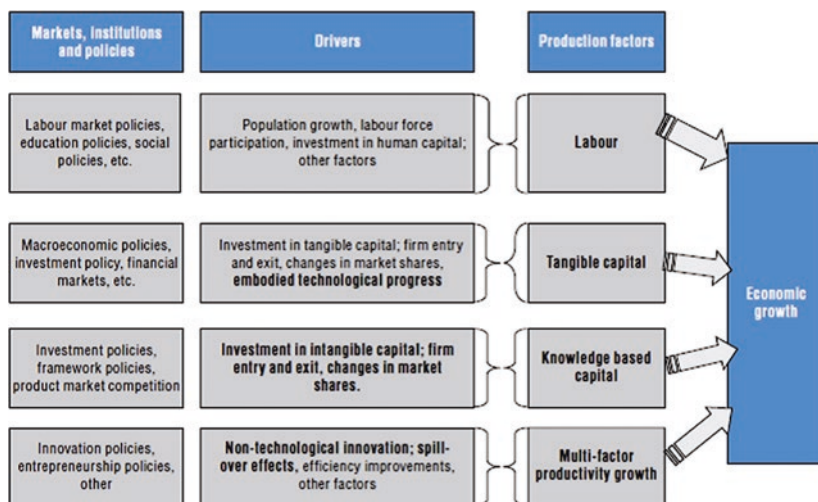 Markets, institutions
and policies
Drivers
Production factors
Labour market policies,
education policies, social
policies, etc.
Population growth, labour force
participation, investment in human capital;
other factors
Labour
Macroeconomic policies,
investment policy, financial
markets, etc.
Investment in tangible capital; firm entry
and exit, changes in market shares,
embodied technological progress
Tangible capital
Economic
growth
Investment policies,
framework policies,
product market competition
Investment in intangible capital; firm
entry and exit, changes in market
shares.
Knowledge based
capital
Innovation policies,
entrepreneurship policies,
other
Non-technological innovation; spill-
over effects, efficiency improvements,
other factors
Multi-factor
productivity growth